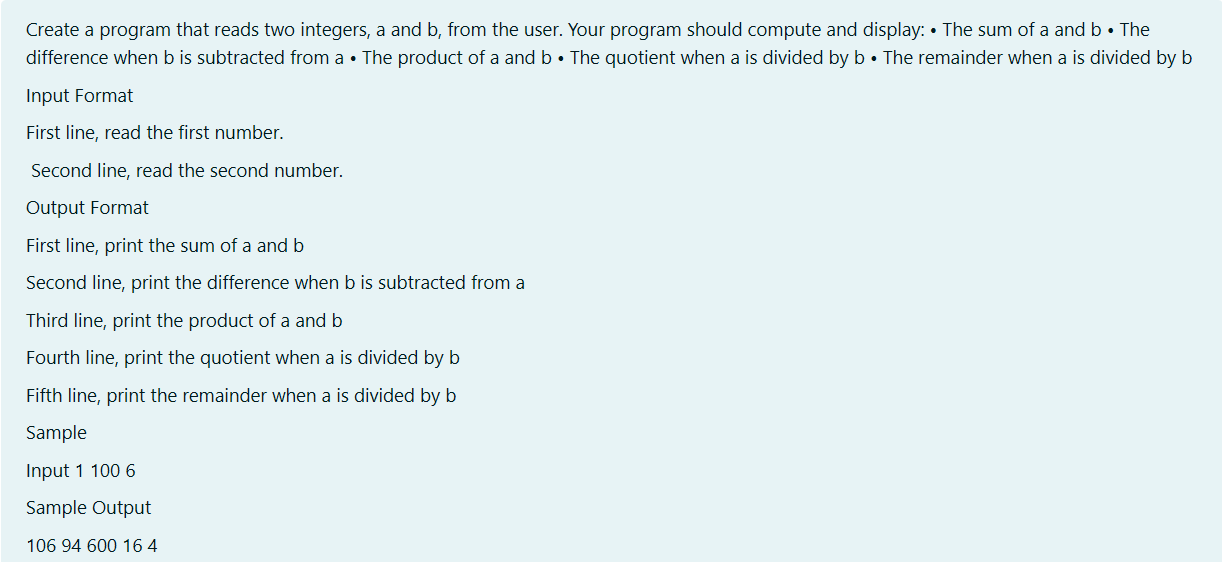 Create a program that reads two integers, a and b, from the user. Your program should compute and display: • The sum of a and b • The
difference when b is subtracted from a • The product of a and b • The quotient when a is divided by b • The remainder when a is divided by b
Input Format
First line, read the first number.
Second line, read the second number.
Output Format
First line, print the sum of a and b
Second line, print the difference when b is subtracted from a
Third line, print the product of a and b
Fourth line, print the quotient when a is divided by b
Fifth line, print the remainder when a is divided by b
Sample
Input 1 100 6
Sample Output
106 94 600 16 4